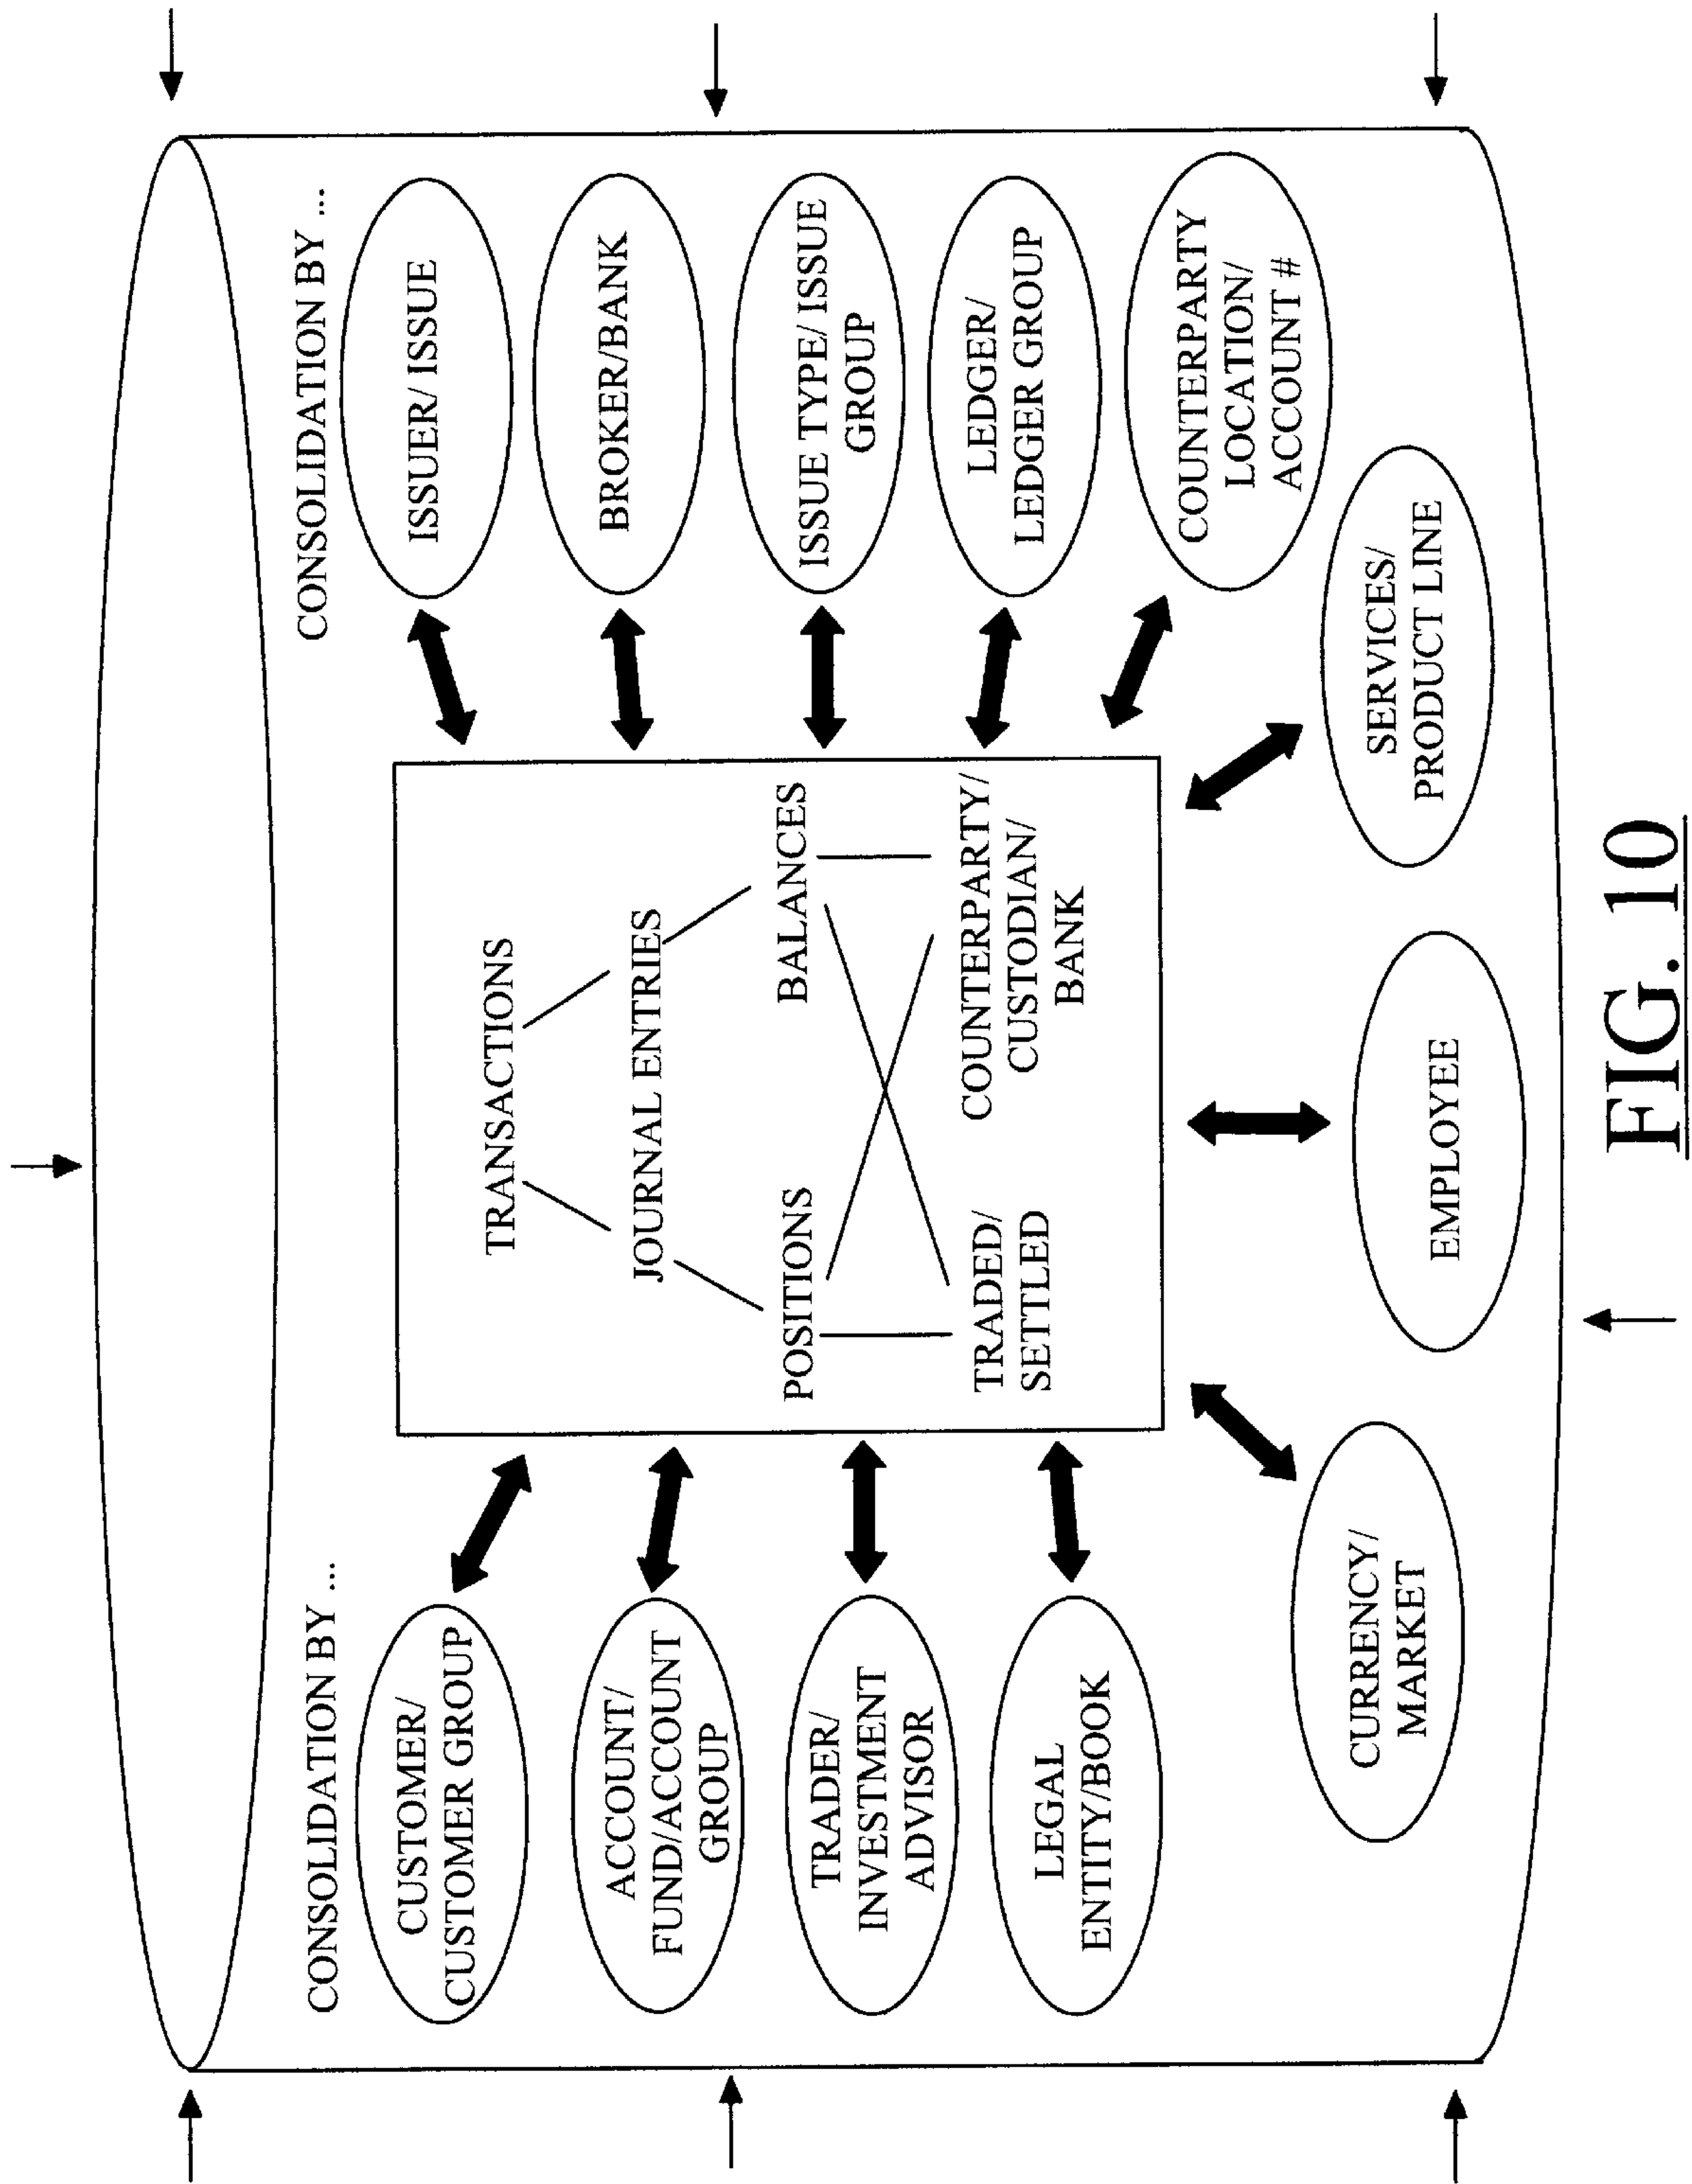 CONSOLIDATION BY ...
CUSTOMER/
CUSTOMER GROUP
ACCOUNT/
FUND/ACCOUNT
GROUP
TRADER/
INVESTMENT
ADVISOR
LEGAL
ENTITY/BOOK
CURRENCY/
MARKET
TRANSACTIONS
JOURNAL ENTRIES
POSITIONS
BALANCES
TRADED/
SETTLED
COUNTERPARTY/
CUSTODIAN/
BANK
EMPLOYEE
CONSOLIDATION BY ...
ISSUER/ ISSUE
BROKER/BANK
ISSUE TYPE/ ISSUE
GROUP
LEDGER/
LEDGER GROUP
COUNTERPARTY
LOCATION/
ACCOUNT #
SERVICES/
PRODUCT LINE
FIG. 10